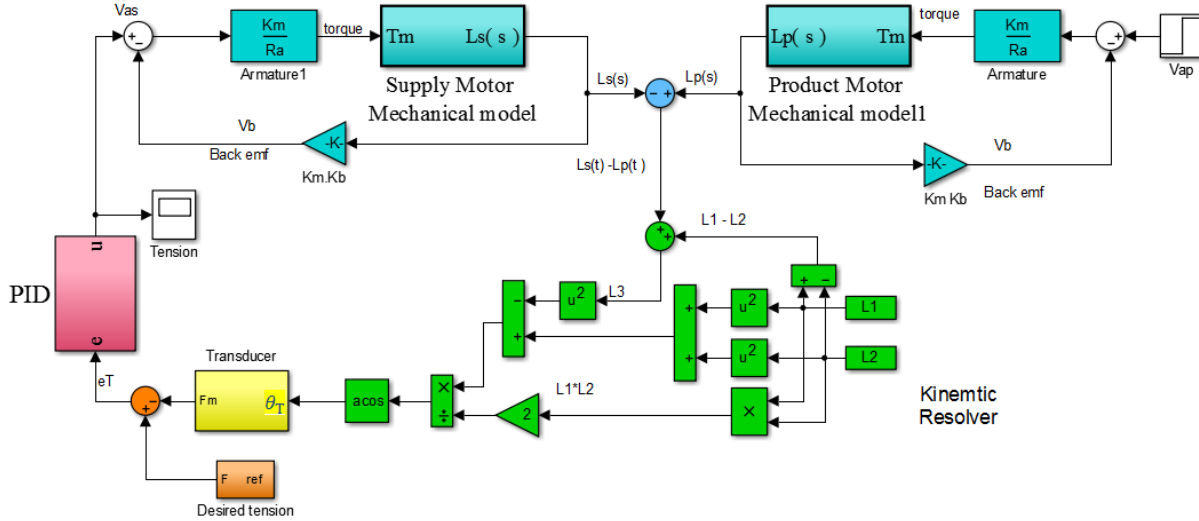 Vas
Km
Ra
Armature1
torque
Tm
Ls( s )
Supply Motor
Mechanical model
Ls(s)
Lp(s)
Lp( s )
Tm
Product Motor
Mechanical model1
torque
Km
Ra
Armature
Vap
Vb
Back emf
-K-
Km.Kb
-K-
Km Kb
Vb
Back emf
Ls(t) -Lp(t )
L1 - L2
L3
u²
u²
u²
L1
L2
Tension
PID
u
e
eT
Transducer
Fm
θT
acos
×
÷
2
L1*L2
×
Kinemtic
Resolver
F ref
Desired tension